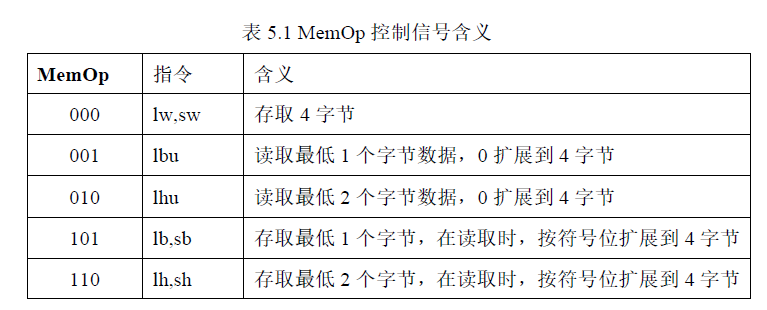 表 5.1 MemOp 控制信号含义
MemOp 指令 含义
000 lw,sw 存取 4 字节
001 lbu 读取最低 1 个字节数据，0 扩展到 4 字节
010 lhu 读取最低 2 个字节数据，0 扩展到 4 字节
101 lb,sb 存取最低 1 个字节，在读取时，按符号位扩展到 4 字节
110 lh,sh 存取最低 2 个字节，在读取时，按符号位扩展到 4 字节